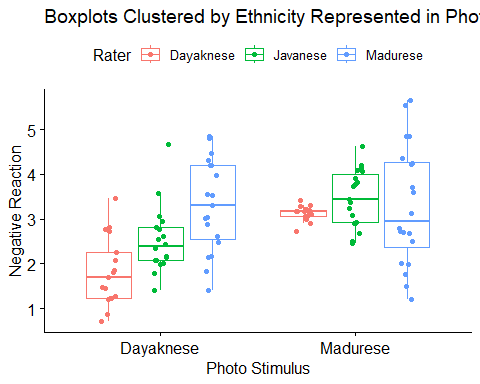 Boxplots Clustered by Ethnicity Represented in Phot
Rater Dayaknese Javanese Madurese
Negative Reaction
5
4
3
2
1
Dayaknese Madurese
Photo Stimulus